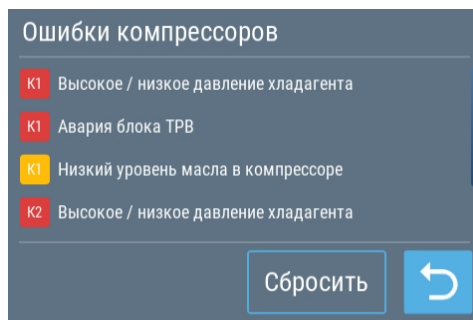 Ошибки компрессоров
K1 Высокое / низкое давление хладагента
K1 Авария блока ТРВ
K1 Низкий уровень масла в компрессоре
K2 Высокое / низкое давление хладагента
Сбросить